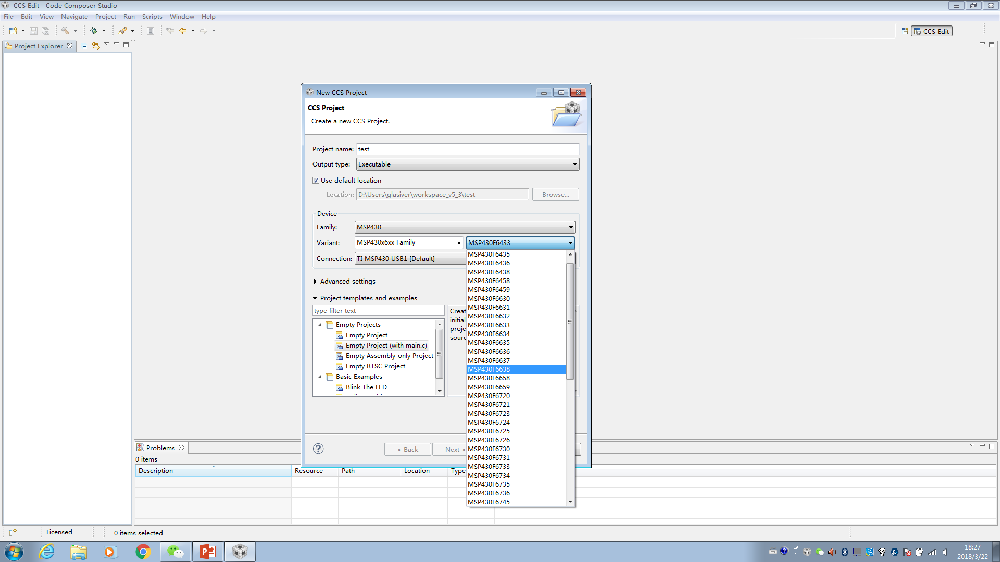 CCS Edit - Code Composer Studio
File Edit View Navigate Project Run Scripts Window Help
CCS Edit
Project Explorer
New CCS Project
CCS Project
Create a new CCS Project.
Project name: test
Output type: Executable
Use default location
Location: D:\Users\glasiver\workspace_v5_3\test Browse...
Device
Family: MSP430
Variant: MSP430x6xx Family MSP430F6433
Connection: TI MSP430 USB1 [Default]
MSP430F6435
MSP430F6436
MSP430F6438
MSP430F6458
MSP430F6459
MSP430F6630
MSP430F6631
MSP430F6632
MSP430F6633
MSP430F6634
MSP430F6635
MSP430F6636
MSP430F6637
MSP430F6638
MSP430F6658
MSP430F6659
MSP430F6720
MSP430F6721
MSP430F6723
MSP430F6724
MSP430F6725
MSP430F6726
MSP430F6730
MSP430F6731
MSP430F6733
MSP430F6734
MSP430F6735
MSP430F6736
MSP430F6745
Advanced settings
Project templates and examples
type filter text
Empty Projects
Empty Project
Empty Project (with main.c)
Empty Assembly-only Project
Empty RTSC Project
Basic Examples
Blink The LED
Creat
initial
proje
sourc
< Back Next >
Problems
0 items
Description Resource Path Location Type
Licensed 0 items selected
18:27
2018/3/22